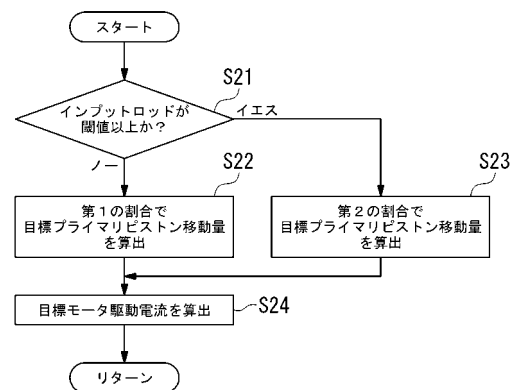 スタート
S21
インプットロッドが
閾値以上か?
イエス
ノー
S22
S23
第1の割合で
目標プライマリピストン移動量
を算出
第2の割合で
目標プライマリピストン移動量
を算出
目標モータ駆動電流を算出
S24
リターン